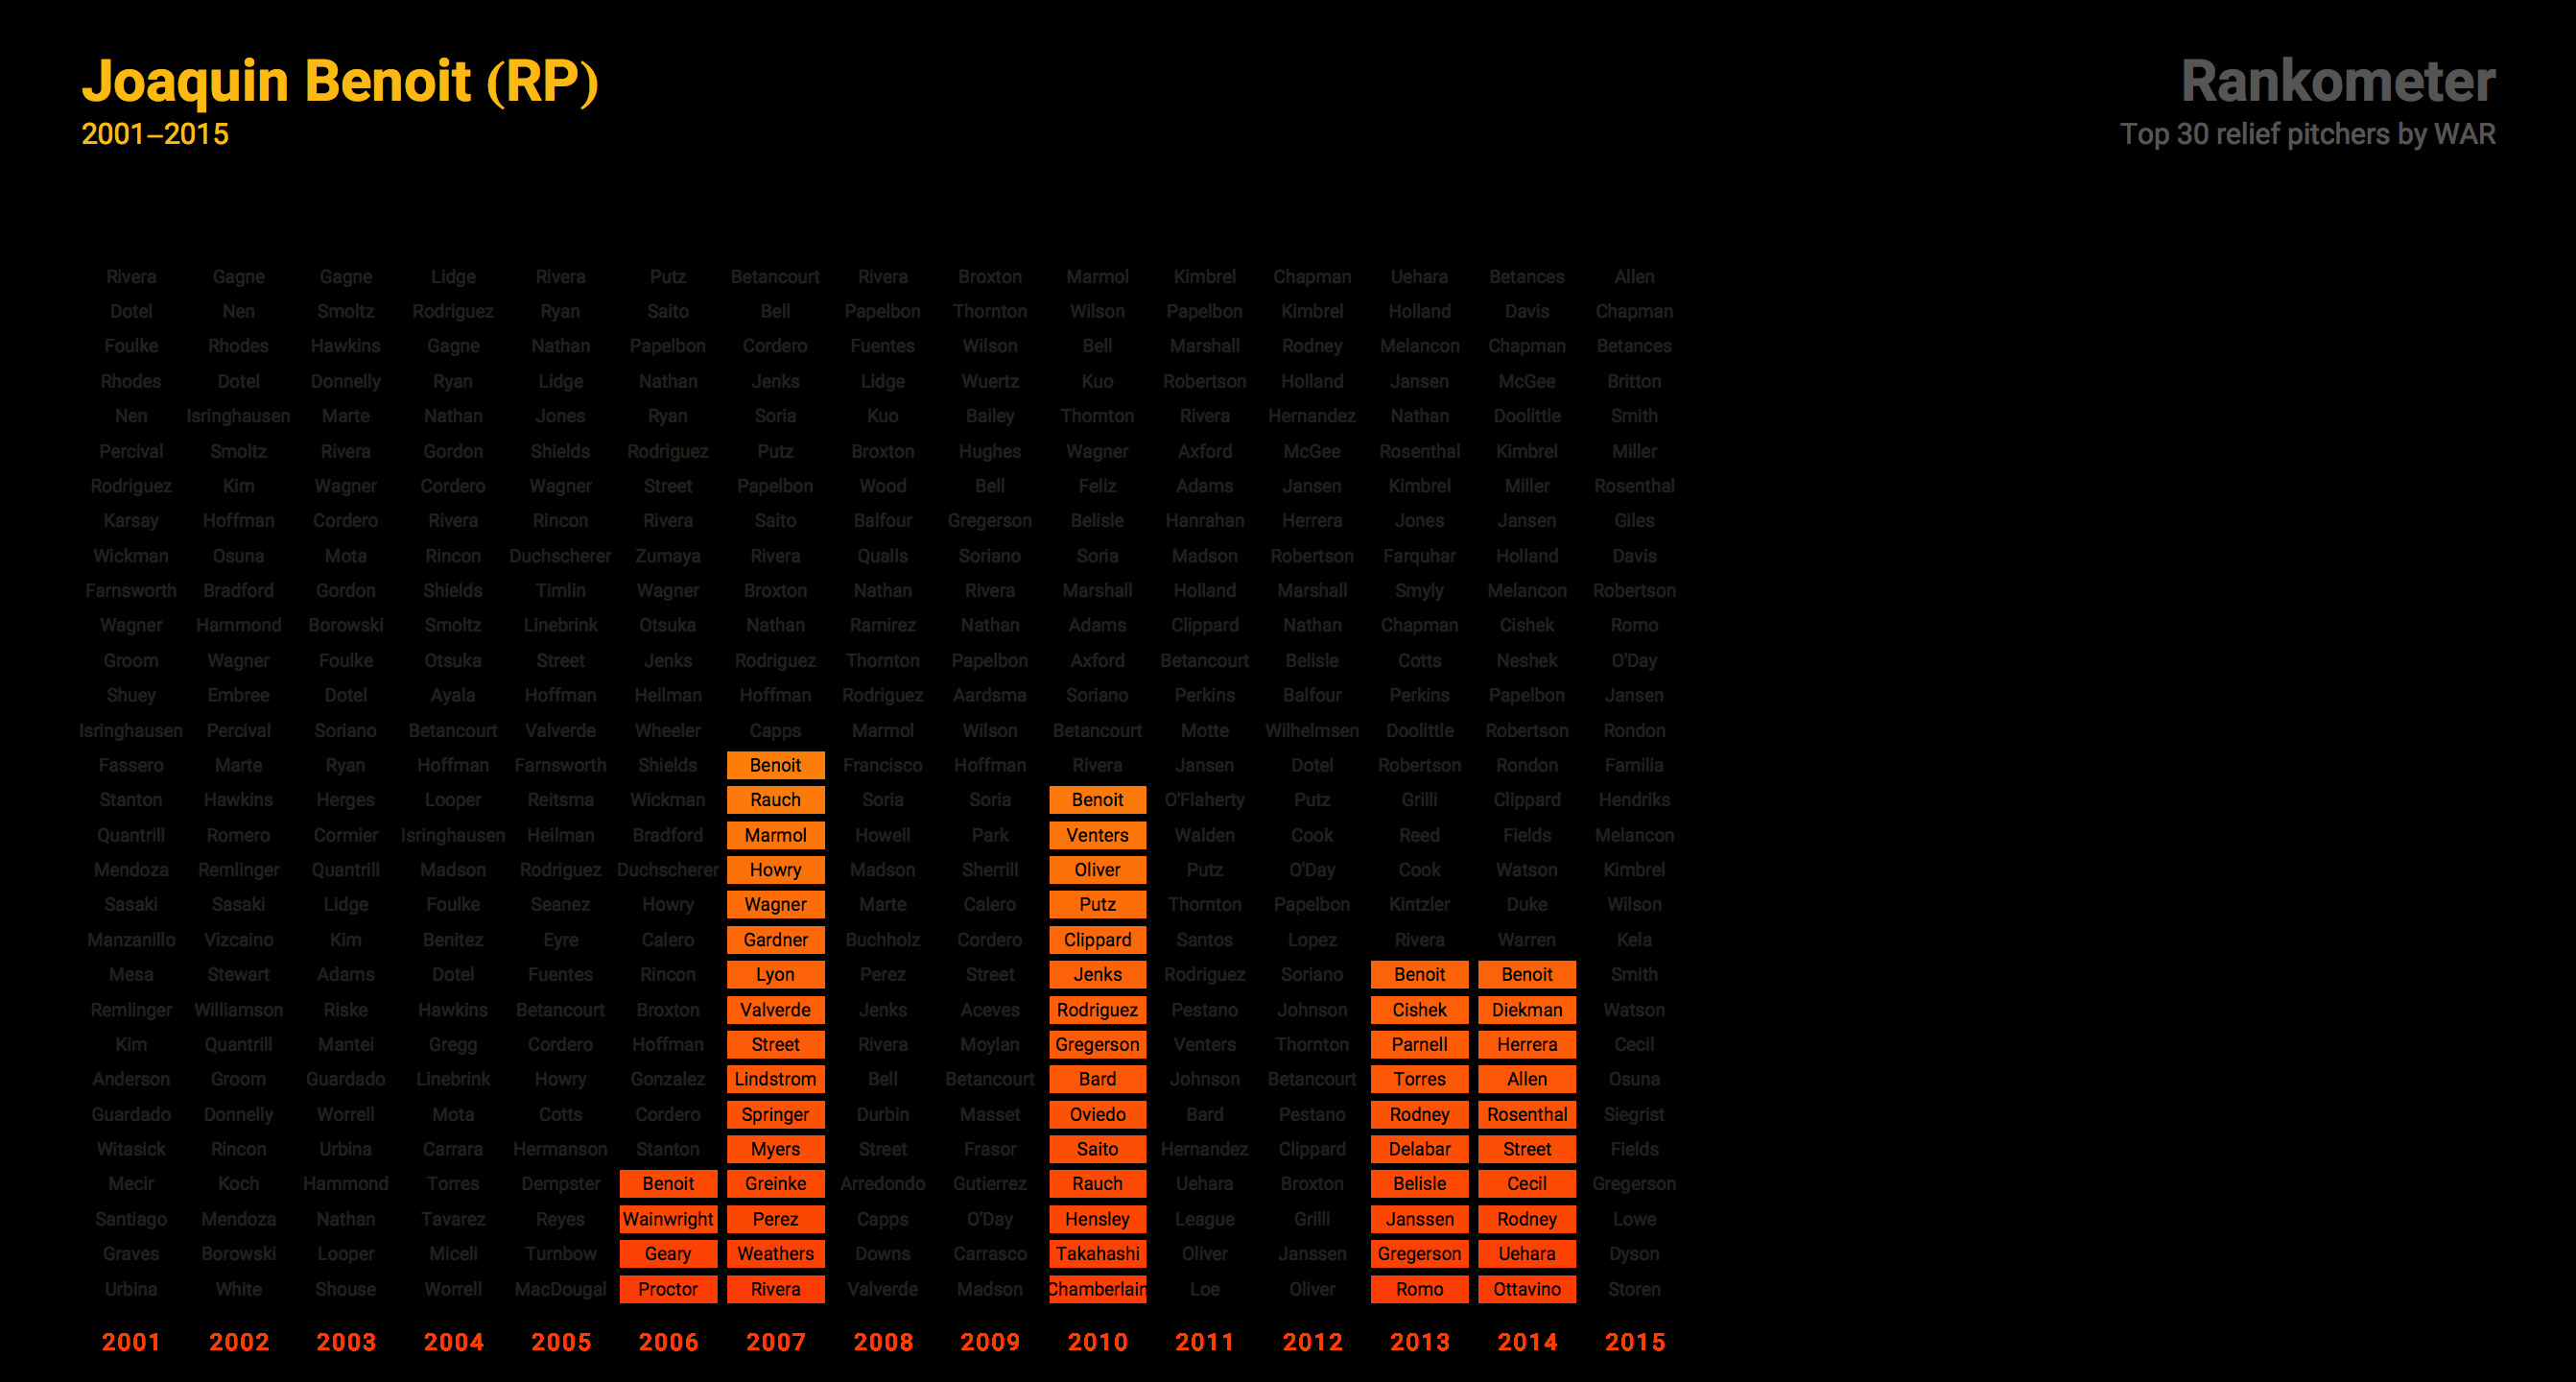 Joaquin Benoit (RP)
2001–2015
Rankometer
Top 30 relief pitchers by WAR
Rivera Gagne Gagne Lidge Rivera Putz Betancourt Rivera Broxton Marmol Kimbrel Chapman Uehara Betances Allen
Dotel Nen Smoltz Rodriguez Ryan Saito Bell Papelbon Thornton Wilson Papelbon Kimbrel Holland Davis Chapman
Foulke Rhodes Hawkins Gagne Nathan Papelbon Cordero Fuentes Wilson Bell Marshall Rodney Melancon Chapman Betances
Rhodes Dotel Donnelly Ryan Lidge Nathan Jenks Lidge Wuertz Kuo Robertson Holland Jansen McGee Britton
Nen Isringhausen Marte Nathan Jones Ryan Soria Kuo Bailey Thornton Rivera Hernandez Nathan Doolittle Smith
Percival Smoltz Rivera Gordon Shields Rodriguez Putz Broxton Hughes Wagner Axford McGee Rosenthal Kimbrel Miller
Rodriguez Kim Wagner Cordero Wagner Street Papelbon Wood Bell Feliz Adams Jansen Kimbrel Miller Rosenthal
Karsay Hoffman Cordero Rivera Rincon Rivera Saito Balfour Gregerson Belisle Hanrahan Herrera Jones Jansen Giles
Wickman Osuna Mota Rincon Duchscherer Zumaya Rivera Qualls Soriano Soria Madson Robertson Farquhar Holland Davis
Farnsworth Bradford Gordon Shields Timlin Wagner Broxton Nathan Rivera Marshall Holland Marshall Smyly Melancon Robertson
Wagner Hammond Borowski Smoltz Linebrink Otsuka Nathan Ramirez Nathan Adams Clippard Nathan Chapman Cishek Romo
Groom Wagner Foulke Otsuka Street Jenks Rodriguez Thornton Papelbon Axford Betancourt Belisle Cotts Neshek O'Day
Shuey Embree Dotel Ayala Hoffman Heilman Hoffman Rodriguez Aardsma Soriano Perkins Balfour Perkins Papelbon Jansen
Isringhausen Percival Soriano Betancourt Valverde Wheeler Capps Marmol Wilson Betancourt Motte Wilhelmsen Doolittle Robertson Rondon
Fassero Marte Ryan Hoffman Farnsworth Shields Benoit Francisco Hoffman Rivera Jansen Dotel Robertson Rondon Familia
Stanton Hawkins Herges Looper Reitsma Wickman Rauch Soria Soria Benoit O'Flaherty Putz Grilli Clippard Hendriks
Quantrill Romero Cormier Isringhausen Heilman Bradford Marmol Howell Park Venters Walden Cook Reed Fields Melancon
Mendoza Remlinger Quantrill Madson Rodriguez Duchscherer Howry Madson Sherrill Oliver Putz O'Day Cook Watson Kimbrel
Sasaki Sasaki Lidge Foulke Seanez Howry Wagner Marte Calero Putz Thornton Papelbon Kintzler Duke Wilson
Manzanillo Vizcaino Kim Benitez Eyre Calero Gardner Buchholz Cordero Clippard Santos Lopez Rivera Warren Kela
Mesa Stewart Adams Dotel Fuentes Rincon Lyon Perez Street Jenks Rodriguez Soriano Benoit Benoit Smith
Remlinger Williamson Riske Hawkins Betancourt Broxton Valverde Jenks Aceves Rodriguez Pestano Johnson Cishek Diekman Watson
Kim Quantrill Mantei Gregg Cordero Hoffman Street Rivera Moylan Gregerson Venters Thornton Parnell Herrera Cecil
Anderson Groom Guardado Linebrink Howry Gonzalez Lindstrom Bell Betancourt Bard Johnson Betancourt Torres Allen Osuna
Guardado Donnelly Worrell Mota Cotts Cordero Springer Durbin Masset Oviedo Bard Pestano Rodney Rosenthal Siegrist
Witasick Rincon Urbina Carrara Hermanson Stanton Myers Street Frasor Saito Hernandez Clippard Delabar Street Fields
Mecir Koch Hammond Torres Dempster Benoit Greinke Arredondo Gutierrez Rauch Uehara Broxton Belisle Cecil Gregerson
Santiago Mendoza Nathan Tavarez Reyes Wainwright Perez Capps O'Day Hensley League Grilli Janssen Rodney Lowe
Graves Borowski Looper Miceli Turnbow Geary Weathers Downs Carrasco Takahashi Oliver Janssen Gregerson Uehara Dyson
Urbina White Shouse Worrell MacDougal Proctor Rivera Valverde Madson Chamberlain Loe Oliver Romo Ottavino Storen
2001 2002 2003 2004 2005 2006 2007 2008 2009 2010 2011 2012 2013 2014 2015